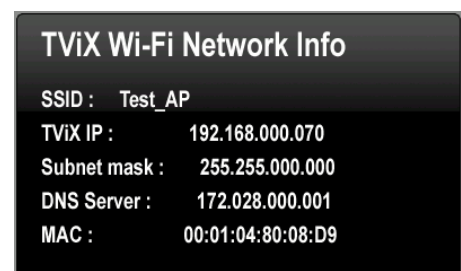 TViX Wi-Fi Network Info
SSID : Test_AP
TViX IP : 192.168.000.070
Subnet mask : 255.255.000.000
DNS Server : 172.028.000.001
MAC : 00:01:04:80:08:D9